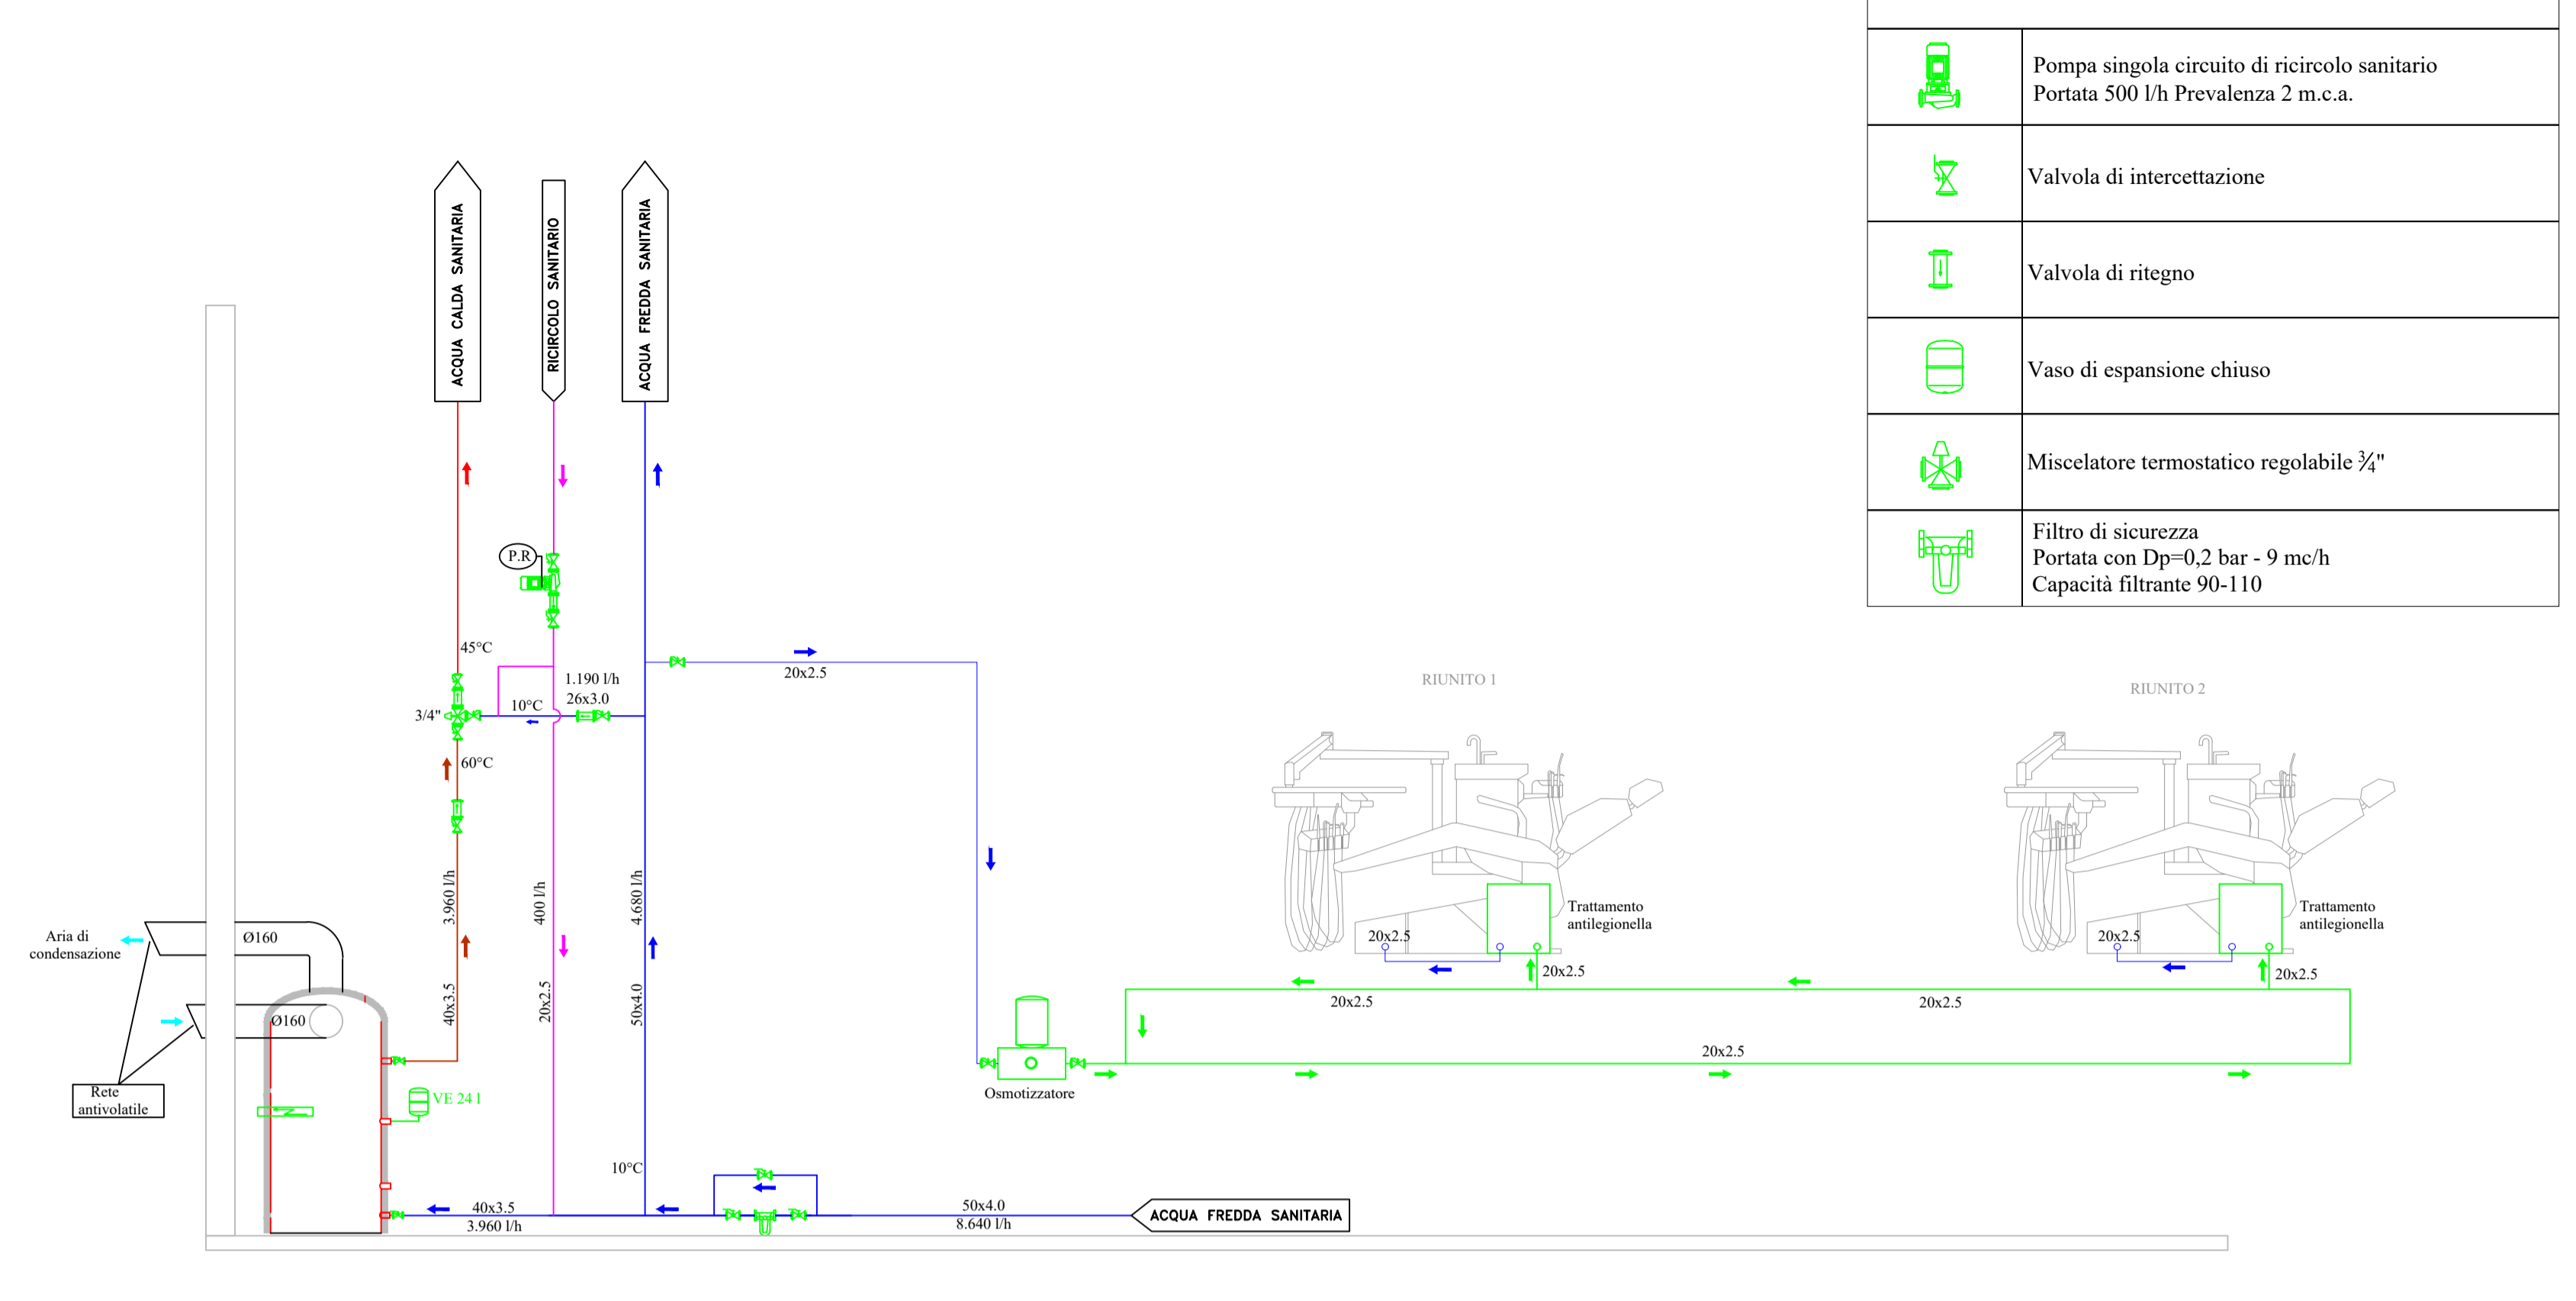 Pompa singola circuito di ricircolo sanitario
Portata 500 l/h Prevalenza 2 m.c.a.
Valvola di intercettazione
Valvola di ritegno
Vaso di espansione chiuso
Miscelatore termostatico regolabile ¾"
Filtro di sicurezza
Portata con Dp=0,2 bar - 9 mc/h
Capacità filtrante 90-110
ACQUA CALDA SANITARIA
RICIRCOLO SANITARIO
ACQUA FREDDA SANITARIA
P.R
45°C
1.190 l/h
26x3.0
10°C
3/4"
60°C
20x2.5
3.960 l/h
40x3.5
400 l/h
20x2.5
4.680 l/h
50x4.0
RIUNITO 1
RIUNITO 2
Trattamento
antilegionella
20x2.5
20x2.5
Trattamento
antilegionella
20x2.5
20x2.5
20x2.5
20x2.5
20x2.5
Osmotizzatore
Aria di
condensazione
Ø160
Ø160
Rete
antivolatile
VE 24 l
10°C
40x3.5
3.960 l/h
50x4.0
8.640 l/h
ACQUA FREDDA SANITARIA